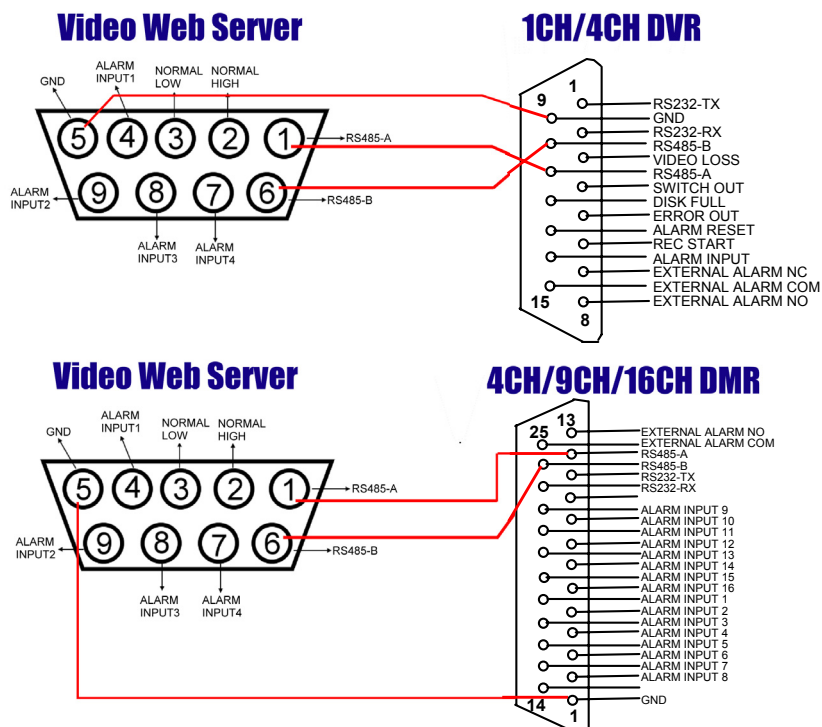 Video Web Server
1CH/4CH DVR
GND
ALARM
INPUT1
NORMAL
LOW
NORMAL
HIGH
5
4
3
2
1
RS485-A
9
8
7
6
RS485-B
ALARM
INPUT2
ALARM
INPUT3
ALARM
INPUT4
9
1
RS232-TX
GND
RS232-RX
RS485-B
VIDEO LOSS
RS485-A
SWITCH OUT
DISK FULL
ERROR OUT
ALARM RESET
REC START
ALARM INPUT
EXTERNAL ALARM NC
EXTERNAL ALARM COM
EXTERNAL ALARM NO
15
8
Video Web Server
4CH/9CH/16CH DMR
GND
ALARM
INPUT1
NORMAL
LOW
NORMAL
HIGH
5
4
3
2
1
RS485-A
9
8
7
6
RS485-B
ALARM
INPUT2
ALARM
INPUT3
ALARM
INPUT4
25
13
EXTERNAL ALARM NO
EXTERNAL ALARM COM
RS485-A
RS485-B
RS232-TX
RS232-RX
ALARM INPUT 9
ALARM INPUT 10
ALARM INPUT 11
ALARM INPUT 12
ALARM INPUT 13
ALARM INPUT 14
ALARM INPUT 15
ALARM INPUT 16
ALARM INPUT 1
ALARM INPUT 2
ALARM INPUT 3
ALARM INPUT 4
ALARM INPUT 5
ALARM INPUT 6
ALARM INPUT 7
ALARM INPUT 8
GND
14
1